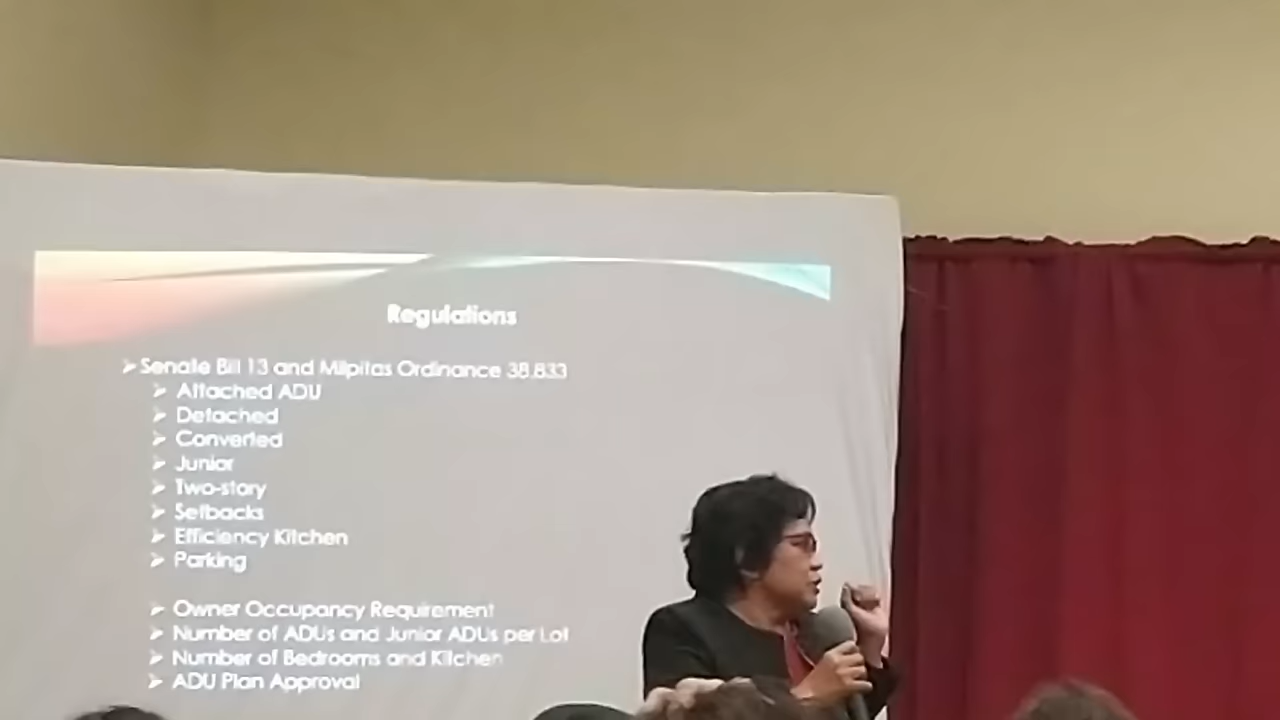 Regulations
Senate Bill 13 and Milpitas Ordinance 38.833
Attached ADU
Detached
Converted
Junior
Two-story
Setbacks
Efficiency Kitchen
Parking
Owner Occupancy Requirement
Number of ADUs and Junior ADUs per Lot
Number of Bedrooms and Kitchen
ADU Plan Approval